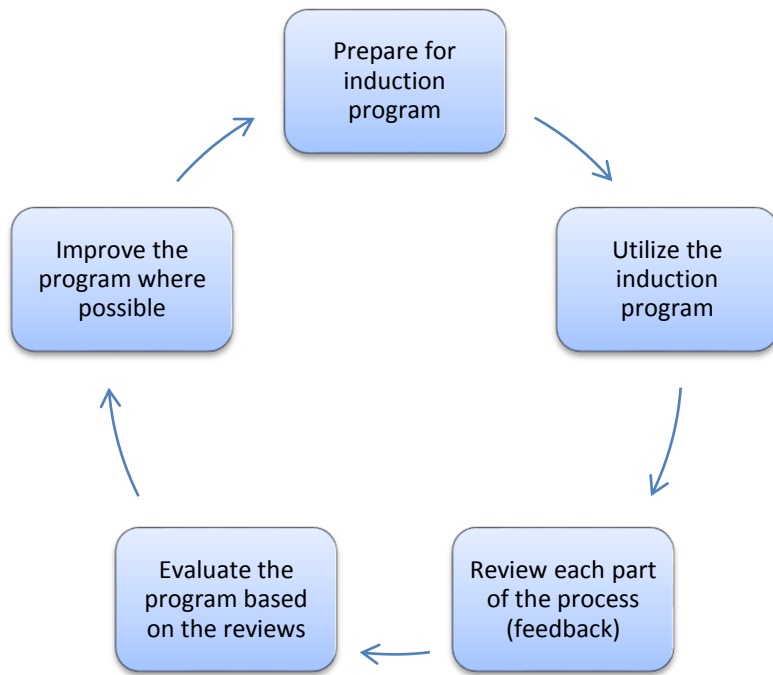 Prepare for
induction
program
Utilize the
induction
program
Review each part
of the process
(feedback)
Evaluate the
program based
on the reviews
Improve the
program where
possible